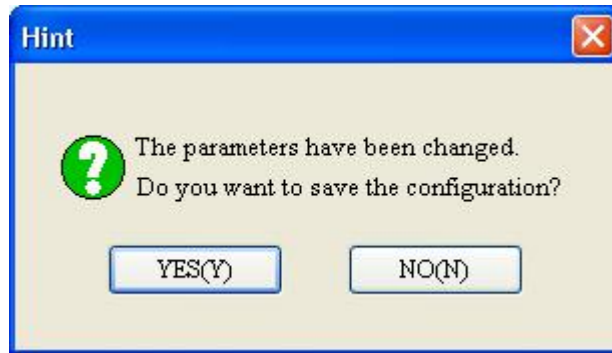 Hint
The parameters have been changed.
Do you want to save the configuration?
YES(Y)
NO(N)